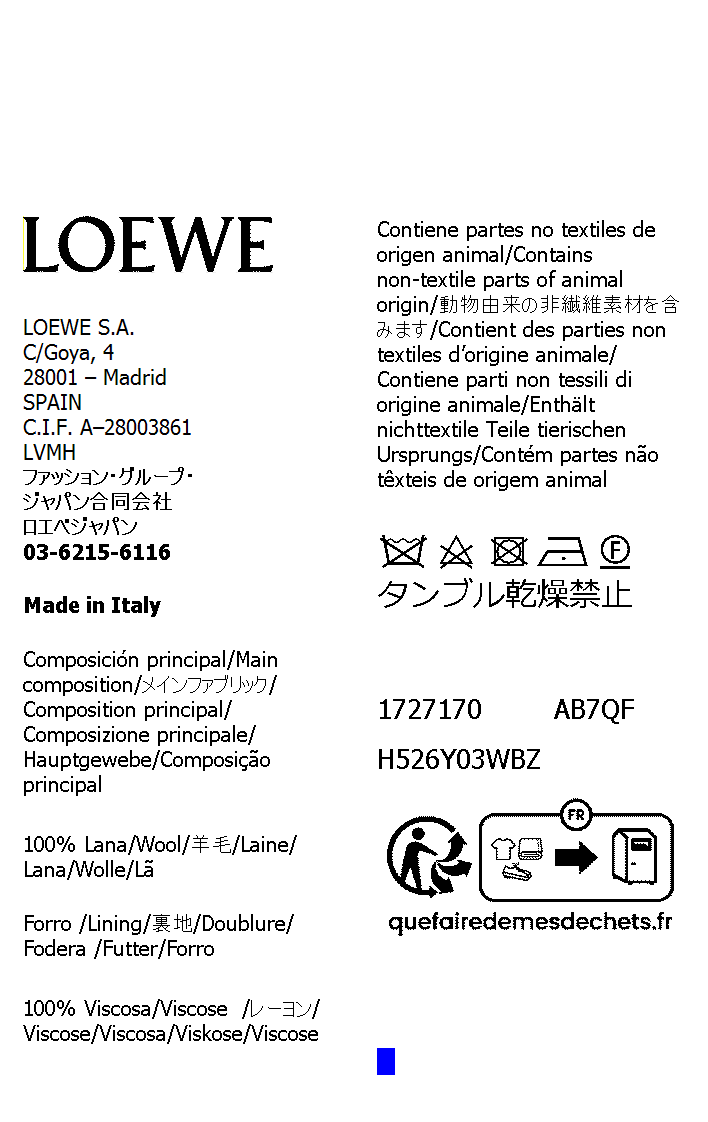 LOEWE
LOEWE S.A.
C/Goya, 4
28001 – Madrid
SPAIN
C.I.F. A–28003861
LVMH
ファッション・グループ・
ジャパン合同会社
ロエベジャパン
03-6215-6116
Made in Italy
Composición principal/Main
composition/メインファブリック/
Composition principal/
Composizione principale/
Hauptgewebe/Composição
principal
100% Lana/Wool/羊毛/Laine/
Lana/Wolle/Lã
Forro /Lining/裏地/Doublure/
Fodera /Futter/Forro
100% Viscosa/Viscose /レーヨン/
Viscose/Viscosa/Viskose/Viscose
Contiene partes no textiles de
origen animal/Contains
non-textile parts of animal
origin/動物由来の非繊維素材を含
みます/Contient des parties non
textiles d’origine animale/
Contiene parti non tessili di
origine animale/Enthält
nichttextile Teile tierischen
Ursprungs/Contém partes não
têxteis de origem animal
F
タンブル乾燥禁止
1727170 AB7QF
H526Y03WBZ
FR
quefairedemesdechets.fr